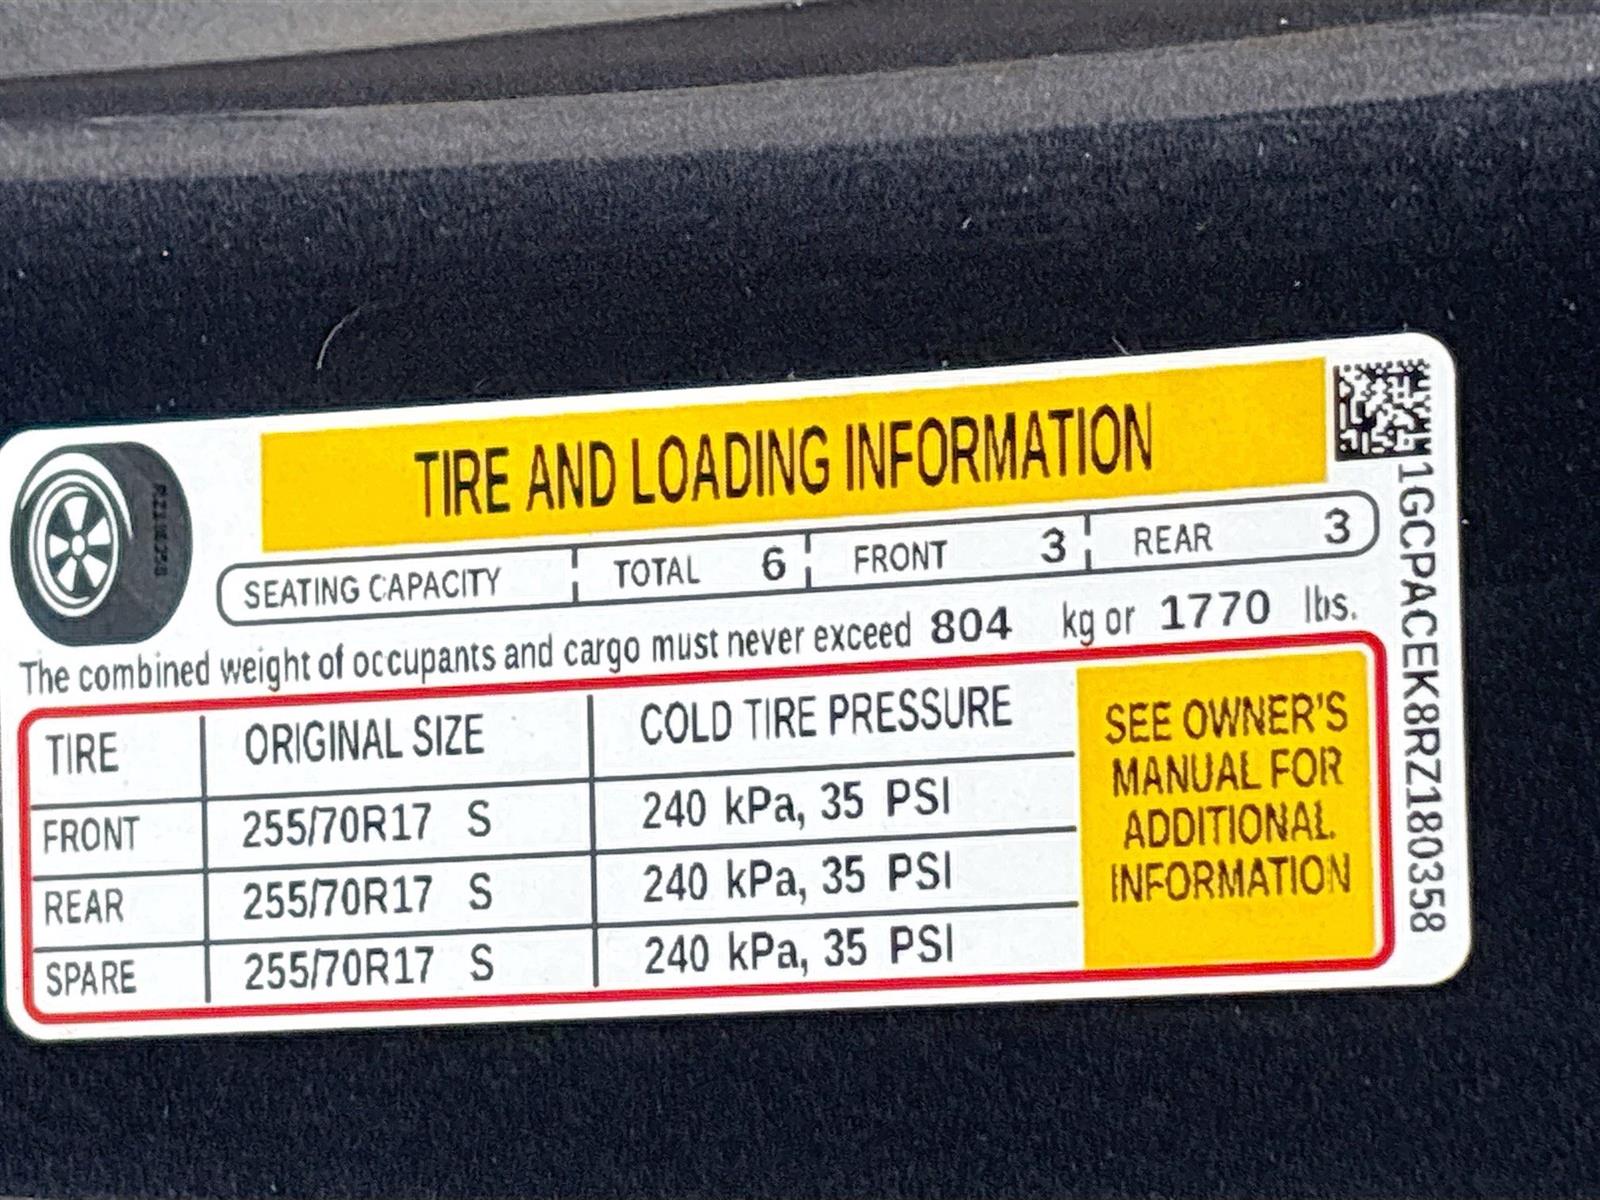 TIRE AND LOADING INFORMATION
SEATING CAPACITY TOTAL 6 FRONT 3 REAR 3
The combined weight of occupants and cargo must never exceed 804 kg or 1770 lbs.
TIRE ORIGINAL SIZE COLD TIRE PRESSURE
FRONT 255/70R17 S 240 kPa, 35 PSI
REAR 255/70R17 S 240 kPa, 35 PSI
SPARE 255/70R17 S 240 kPa, 35 PSI
SEE OWNER'S
MANUAL FOR
ADDITIONAL
INFORMATION
1GCPACEK8RZ180358